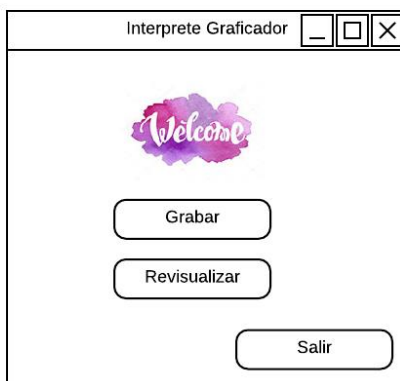 Interprete Graficador
Welcome
Grabar
Revisualizar
Salir